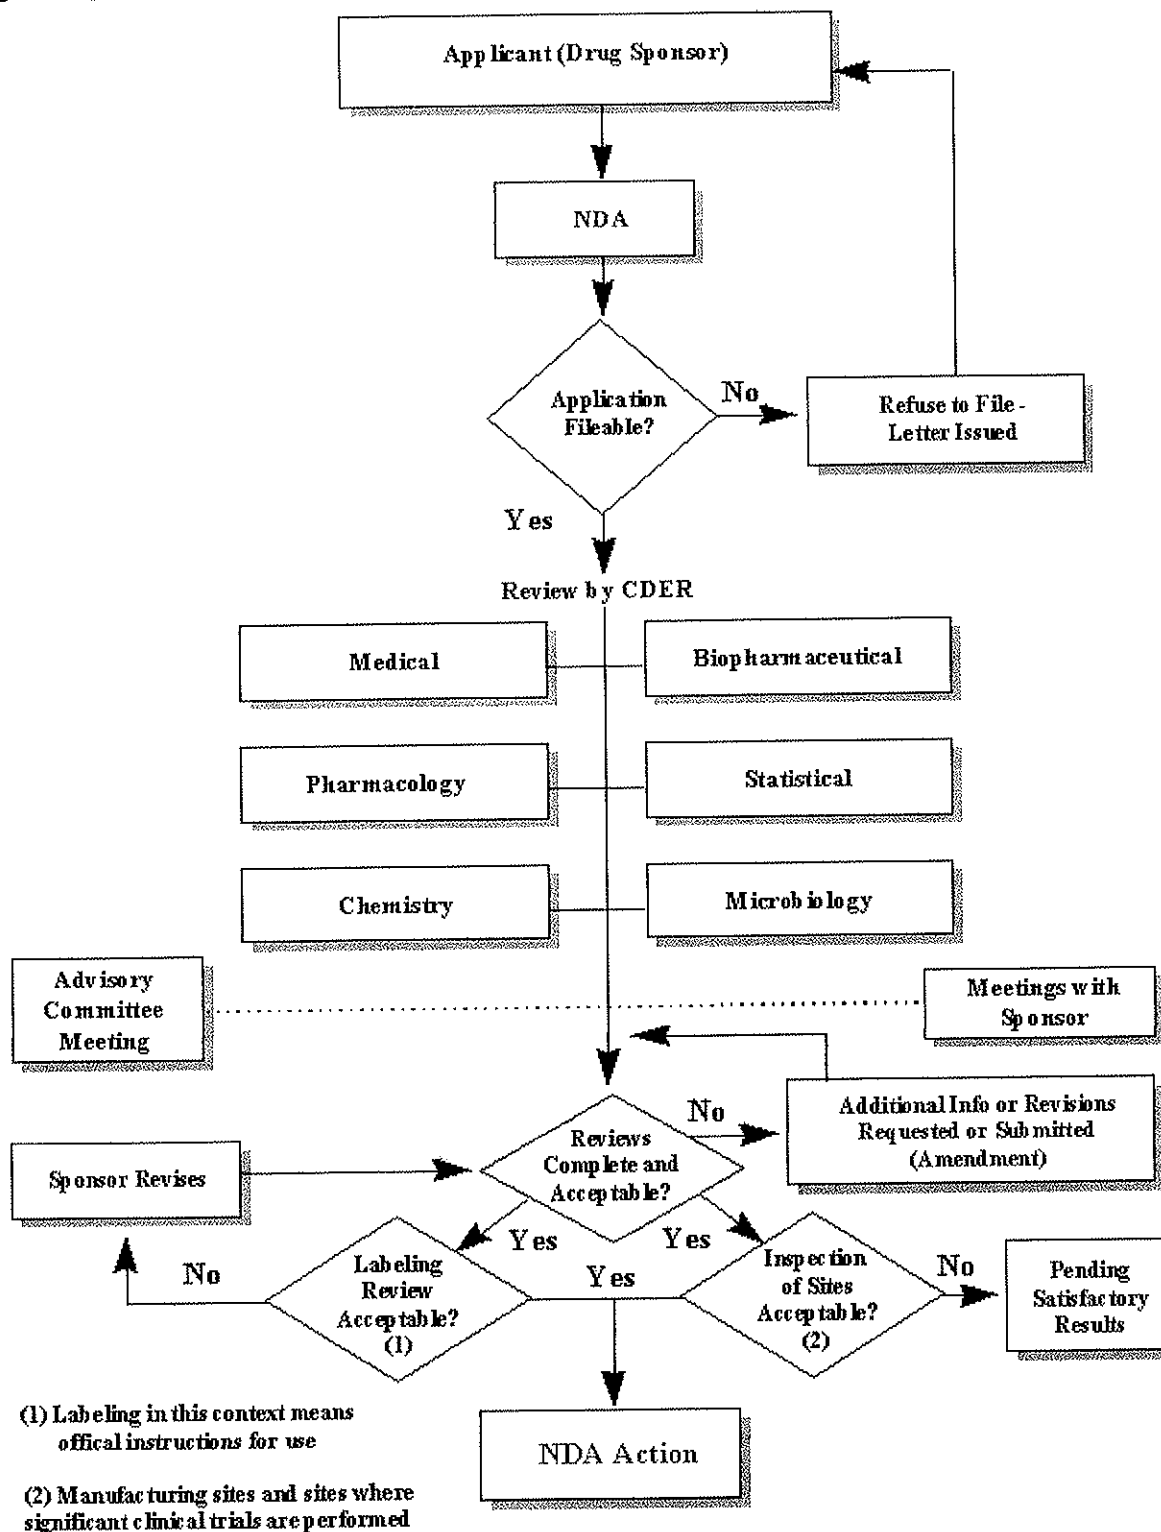 Applicant (Drug Sponsor)
NDA
Application
Fileable?
No
Refuse to File -
Letter Issued
Yes
Review by CDER
Medical
Biopharmaceutical
Pharmacology
Statistical
Chemistry
Microbiology
Advisory
Committee
Meeting
Meetings with
Sponsor
No
Additional Info or Revisions
Requested or Submitted
(Amendment)
Reviews
Complete and
Acceptable?
Sponsor Revises
Yes
Yes
No
Labeling
Review
Acceptable?
(1)
Yes
Inspection
of Sites
Acceptable?
(2)
No
Pending
Satisfactory
Results
NDA Action
(1) Labeling in this context means
offical instructions for use
(2) Manufacturing sites and sites where
significant clinical trials are performed